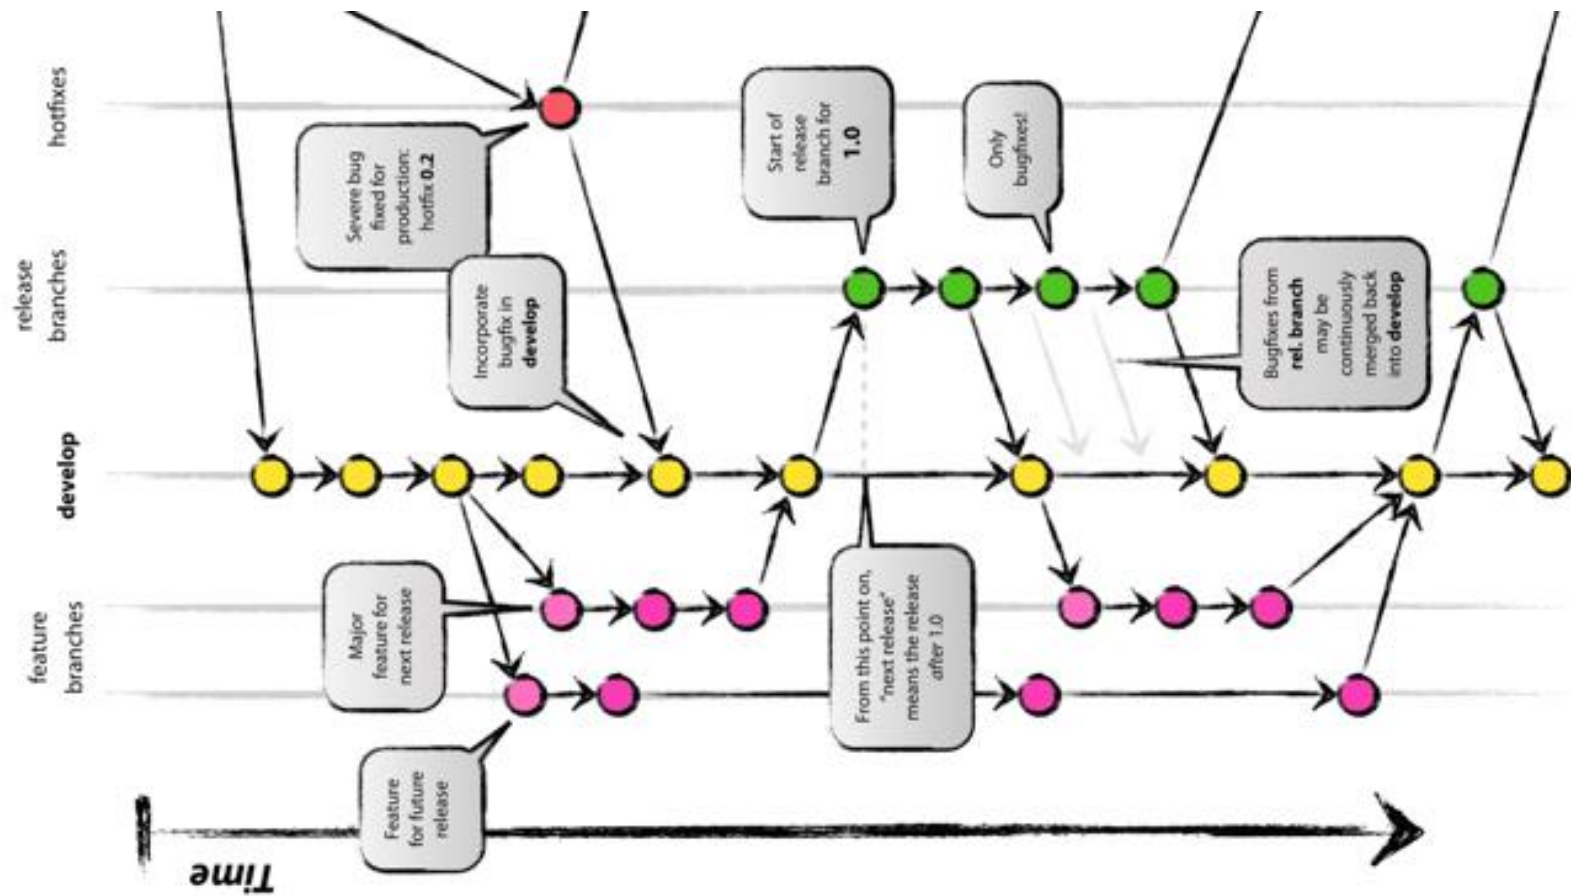 feature
branches
develop
release
branches
hotfixes
Time
Feature
for future
release
Major
feature for
next release
Severe bug
fixed for
production:
hotfix 0.2
Incorporate
bugfix in
develop
Start of
release
branch for
1.0
Only
bugfixes!
From this point on,
“next release”
means the release
after 1.0
Bugfixes from
rel. branch
may be
continuously
merged back
into develop